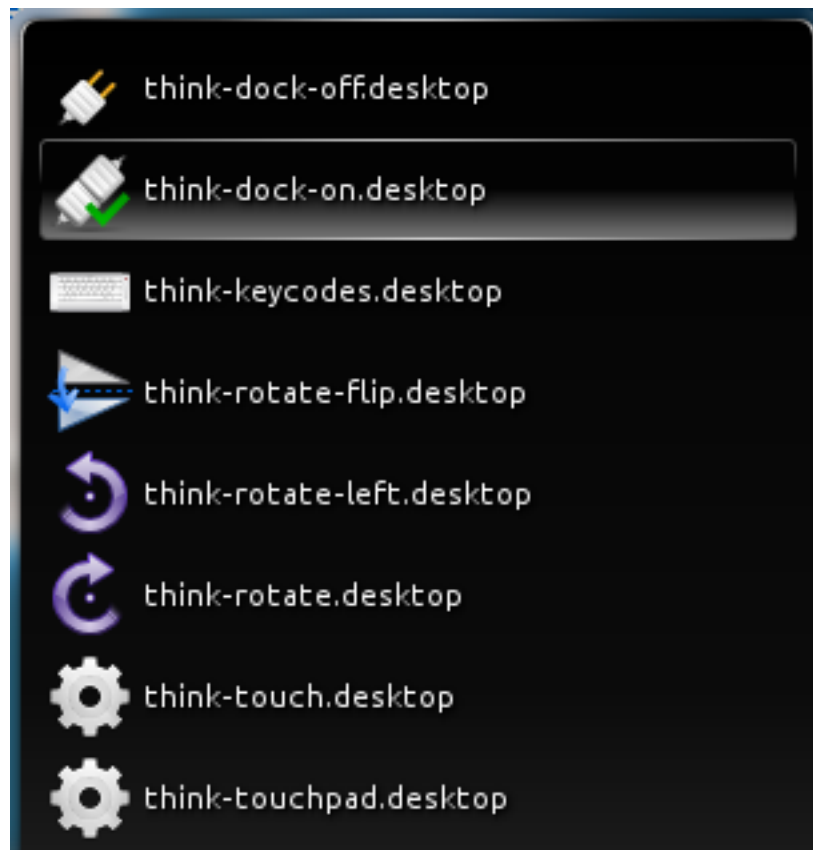 think-dock-off.desktop
think-dock-on.desktop
think-keycodes.desktop
think-rotate-flip.desktop
think-rotate-left.desktop
think-rotate.desktop
think-touch.desktop
think-touchpad.desktop